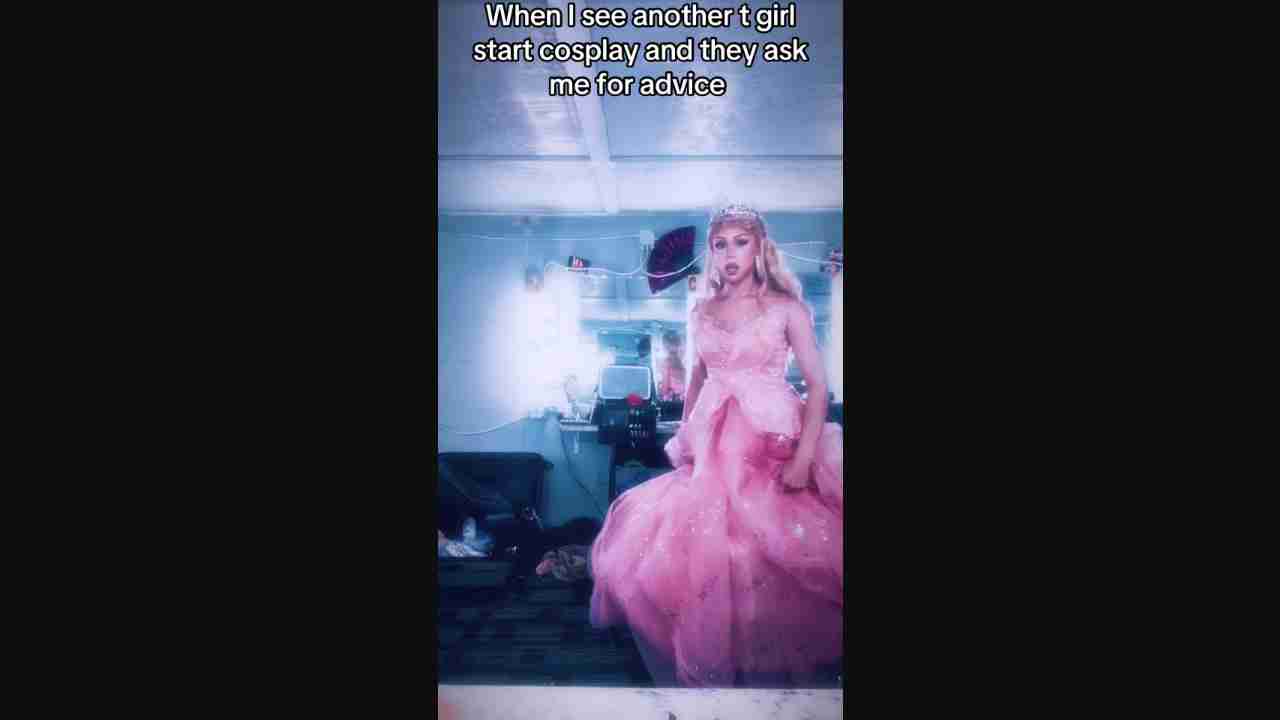 When I see another t girl
start cosplay and they ask
me for advice